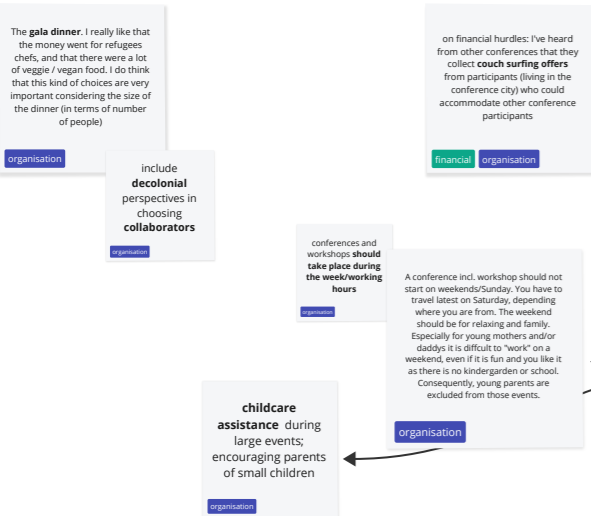 The gala dinner. I really like that
the money went for refugees
chefs, and that there were a lot
of veggie / vegan food. I do think
that this kind of choices are very
important considering the size of
the dinner (in terms of number
of people)
organisation
on financial hurdles: I've heard
from other conferences that they
collect couch surfing offers
from participants (living in the
conference city) who could
accommodate other conference
participants
financial organisation
include
decolonial
perspectives in
choosing
collaborators
organisation
conferences and
workshops should
take place during
the week/working
hours
organisation
A conference incl. workshop should not
start on weekends/Sunday. You have to
travel latest on Saturday, depending
where you are from. The weekend
should be for relaxing and family.
Especially for young mothers and/or
daddys it is diffcult to "work" on a
weekend, even if it is fun and you like it
as there is no kindergarden or school.
Consequently, young parents are
excluded from those events.
organisation
childcare
assistance during
large events;
encouraging parents
of small children
organisation